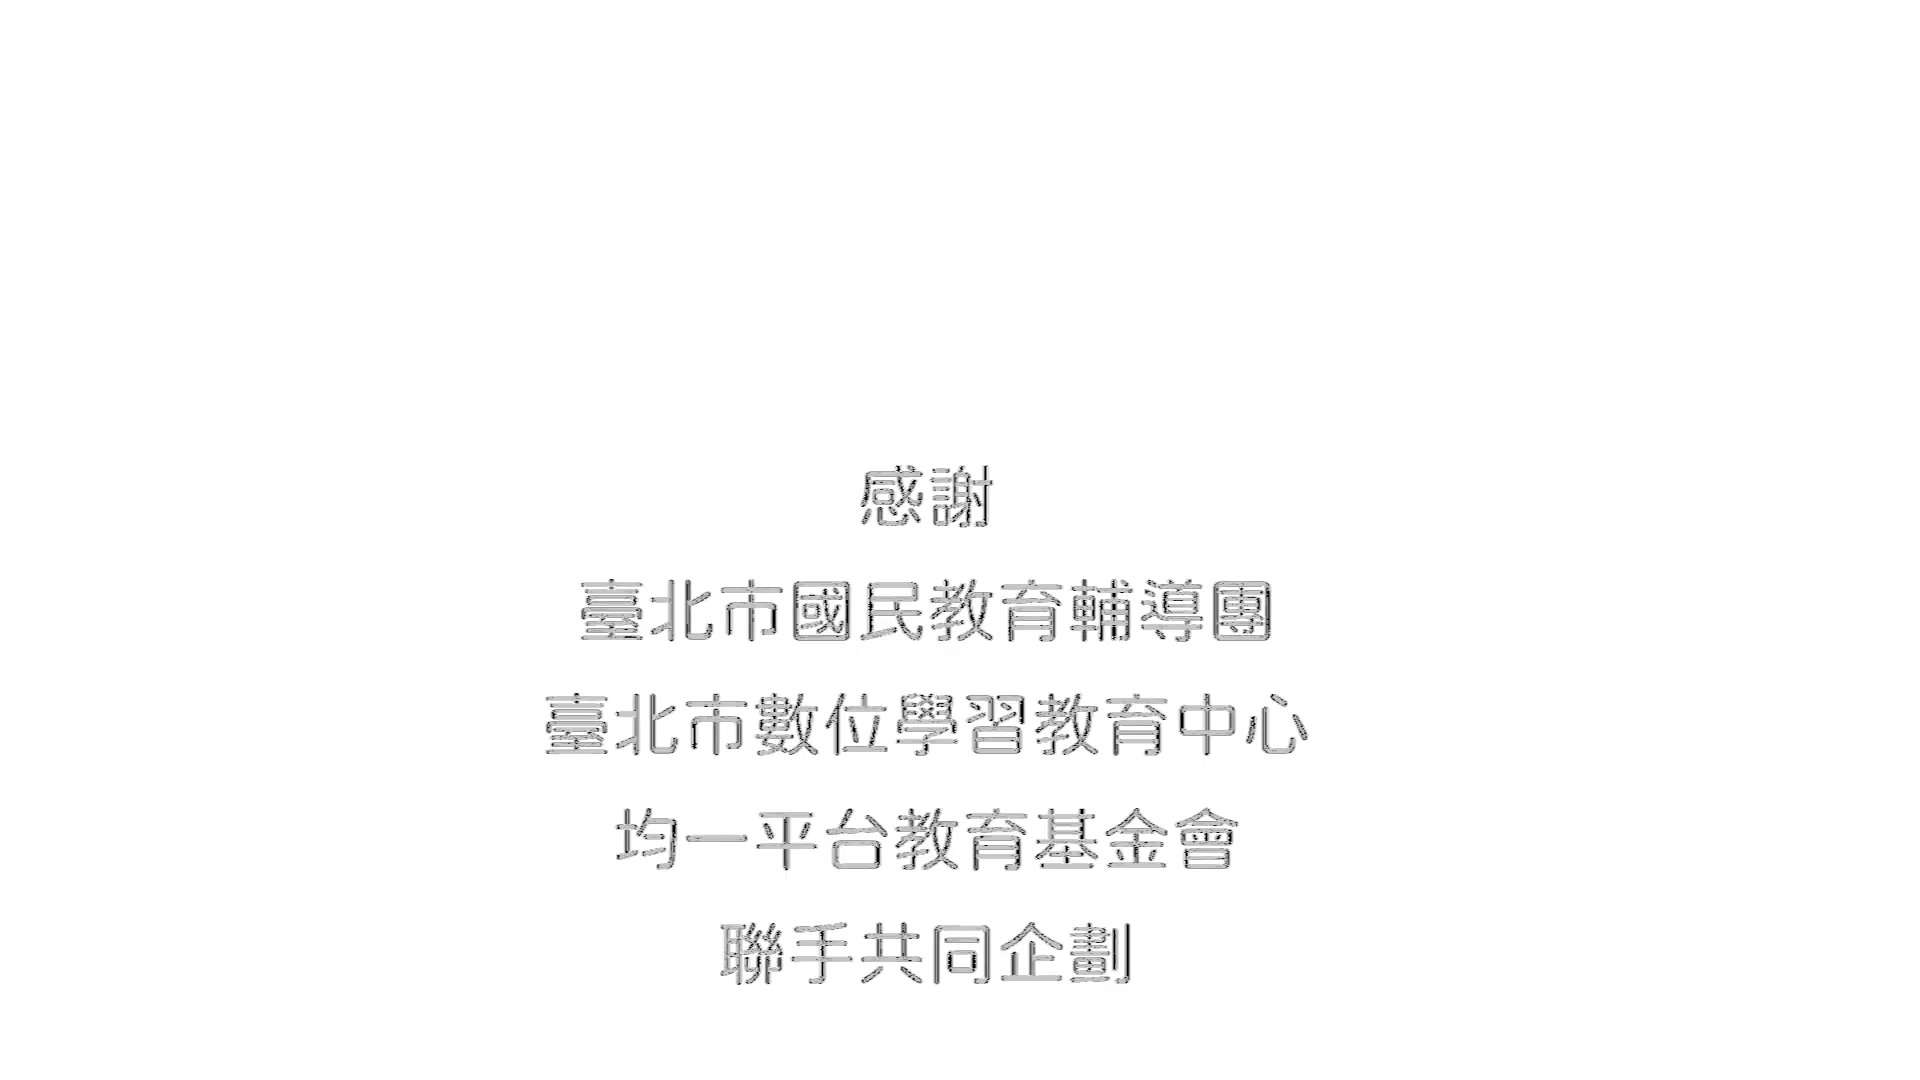 感謝
臺北市國民教育輔導團
臺北市數位學習教育中心
均一平台教育基金會
聯手共同企劃